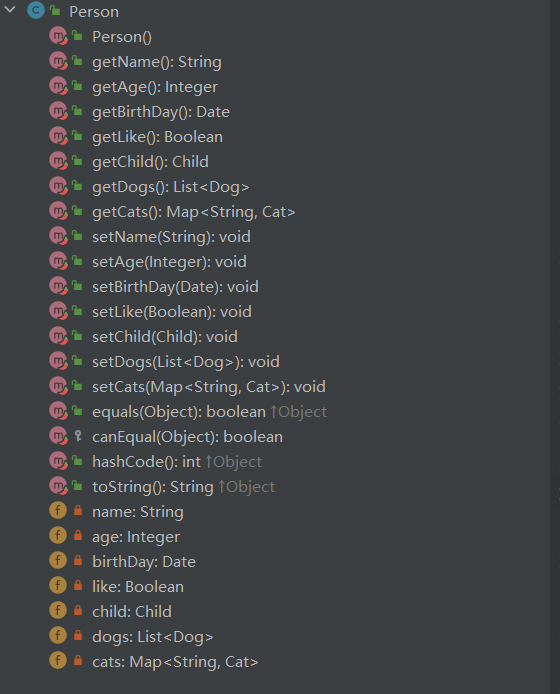 Person
Person()
getName(): String
getAge(): Integer
getBirthDay(): Date
getLike(): Boolean
getChild(): Child
getDogs(): List<Dog>
getCats(): Map<String, Cat>
setName(String): void
setAge(Integer): void
setBirthDay(Date): void
setLike(Boolean): void
setChild(Child): void
setDogs(List<Dog>): void
setCats(Map<String, Cat>): void
equals(Object): boolean ↑Object
canEqual(Object): boolean
hashCode(): int ↑Object
toString(): String ↑Object
name: String
age: Integer
birthDay: Date
like: Boolean
child: Child
dogs: List<Dog>
cats: Map<String, Cat>